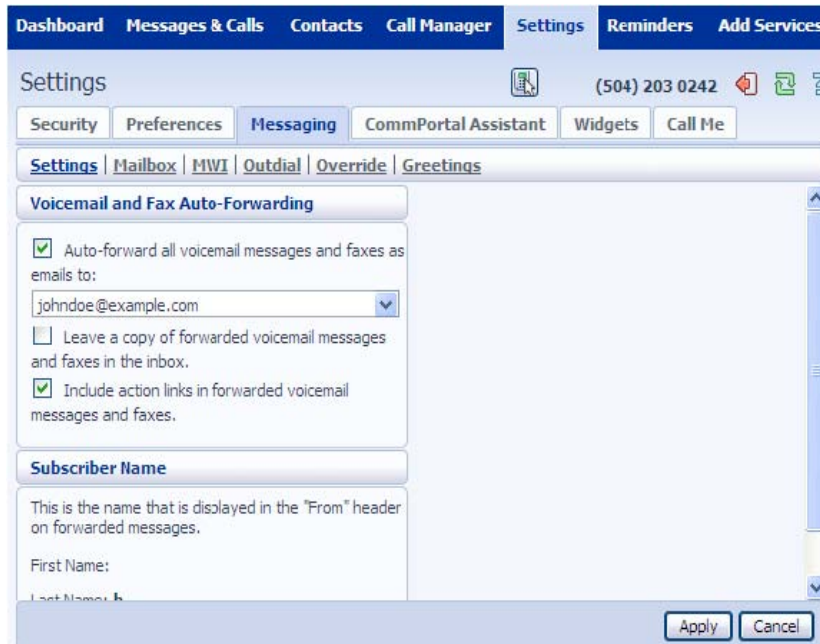 Dashboard Messages & Calls Contacts Call Manager Settings Reminders Add Services
Settings
(504) 203 0242
Security Preferences Messaging CommPortal Assistant Widgets Call Me
Settings | Mailbox | MWI | Outdial | Override | Greetings
Voicemail and Fax Auto-Forwarding
Auto-forward all voicemail messages and faxes as
emails to:
johndoe@example.com
Leave a copy of forwarded voicemail messages
and faxes in the inbox.
Include action links in forwarded voicemail
messages and faxes.
Subscriber Name
This is the name that is displayed in the "From" header
on forwarded messages.
First Name:
Last Name:
Apply Cancel